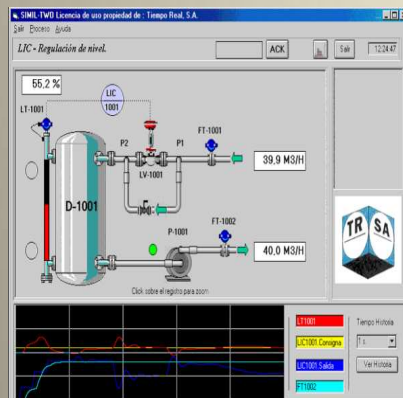 SIMIL-TWO Licencia de uso propiedad de : Tiempo Real, S.A.
Salir Proceso Ayuda
LIC - Regulación de nivel.
ACK
Salir
12:24:47
55,2 %
LT-1001
LIC
1001
P2
P1
FT-1001
LV-1001
39,9 M3/H
D-1001
FT-1002
P-1001
40,0 M3/H
TR SA
Click sobre el registro para zoom
LT1001
LIC1001.Consigna
LIC1001.Salida
FT1002
Tiempo Historia
1 s.
Ver Historia